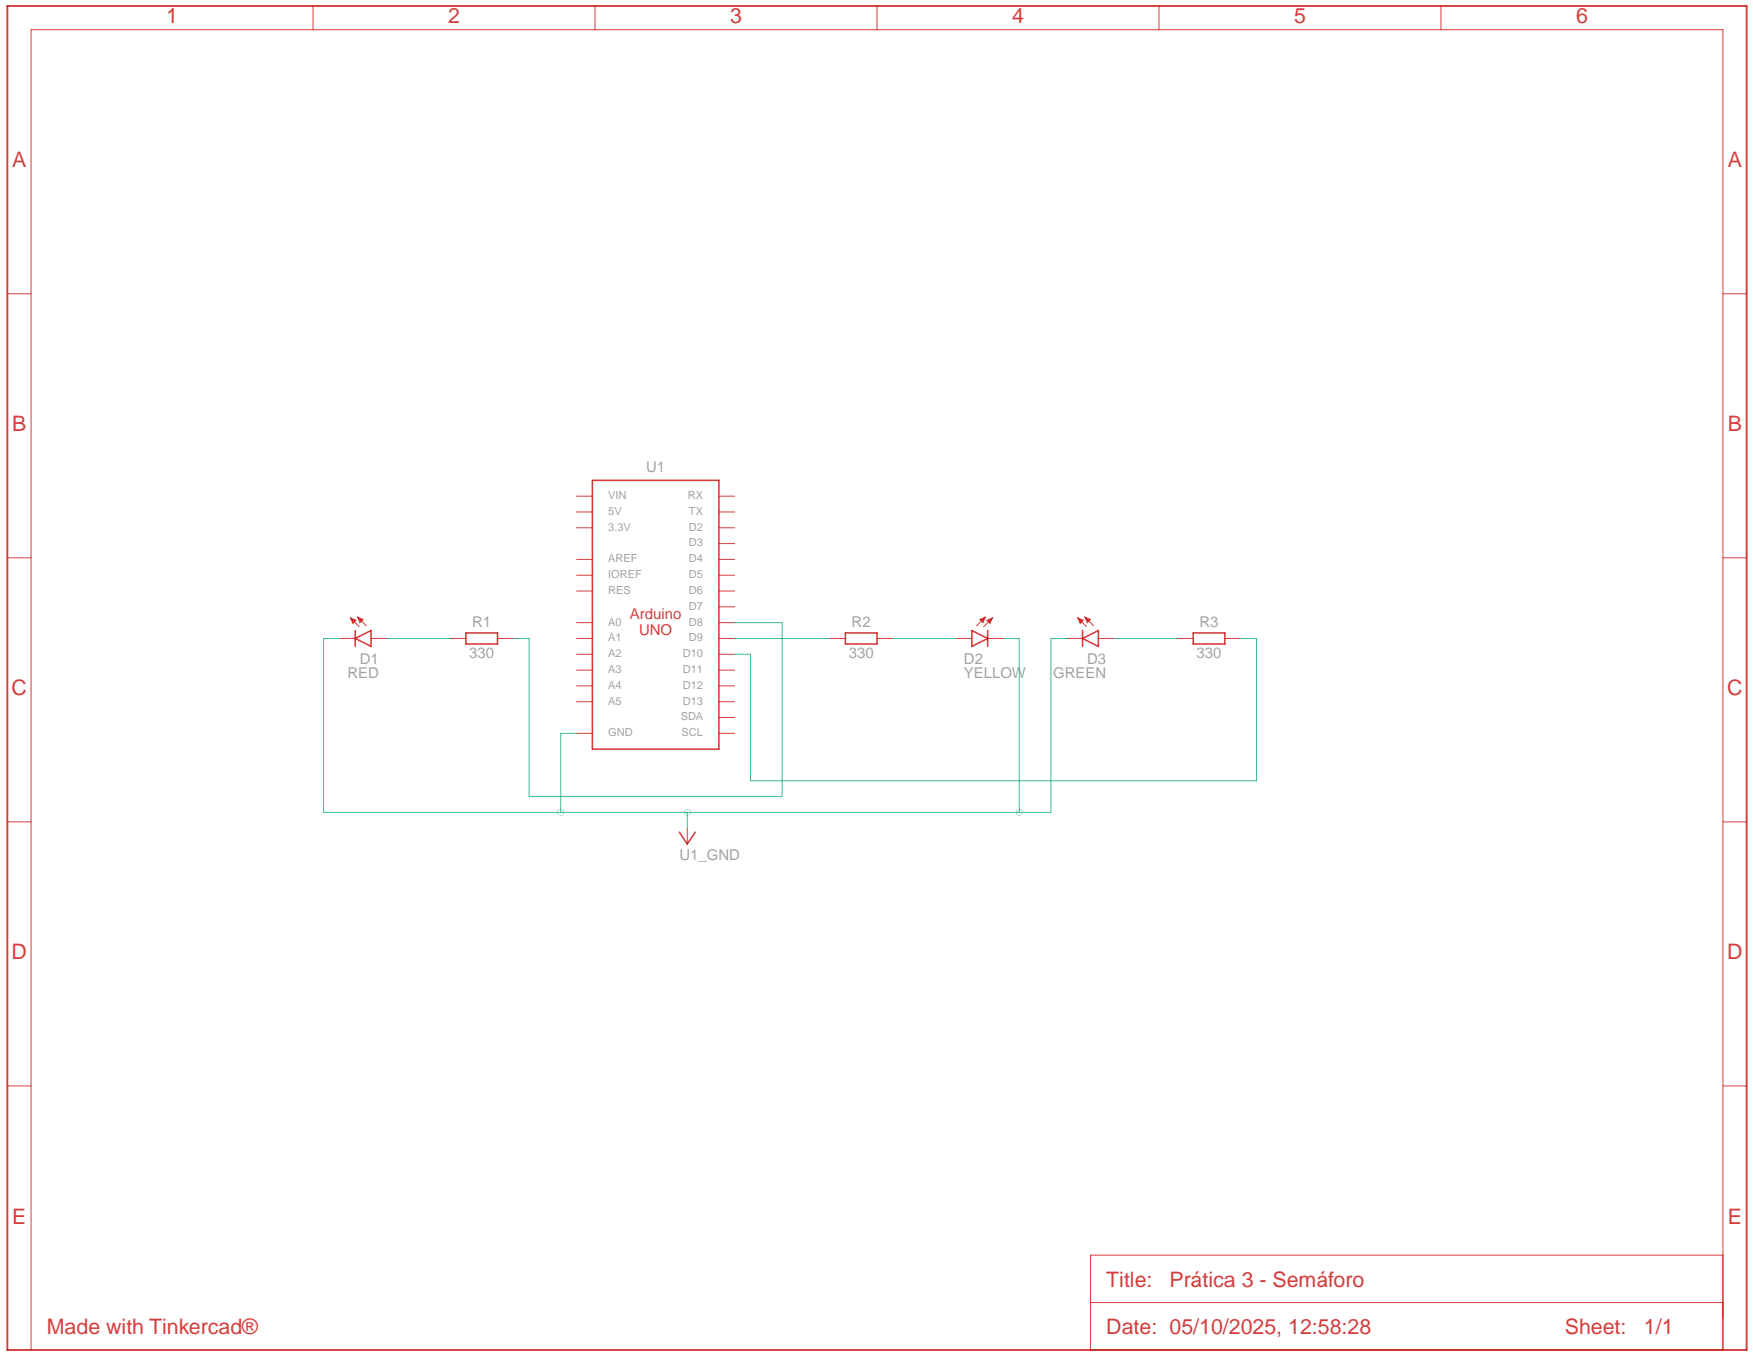 1 2 3 4 5 6
A A
B B
U1
VIN RX
5V TX
3.3V D2
D3
AREF D4
IOREF D5
RES D6
D7
Arduino
UNO
A0 D8
A1 D9
A2 D10
A3 D11
A4 D12
A5 D13
SDA
GND SCL
R1
330
D1
RED
R2
330
D2
YELLOW
D3
GREEN
R3
330
C C
U1_GND
D D
E E
Title: Prática 3 - Semáforo
Made with Tinkercad®
Date: 05/10/2025, 12:58:28 Sheet: 1/1